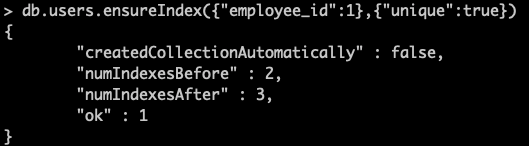 > db.users.ensureIndex({"employee_id":1},{"unique":true})
{
"createdCollectionAutomatically" : false,
"numIndexesBefore" : 2,
"numIndexesAfter" : 3,
"ok" : 1
}